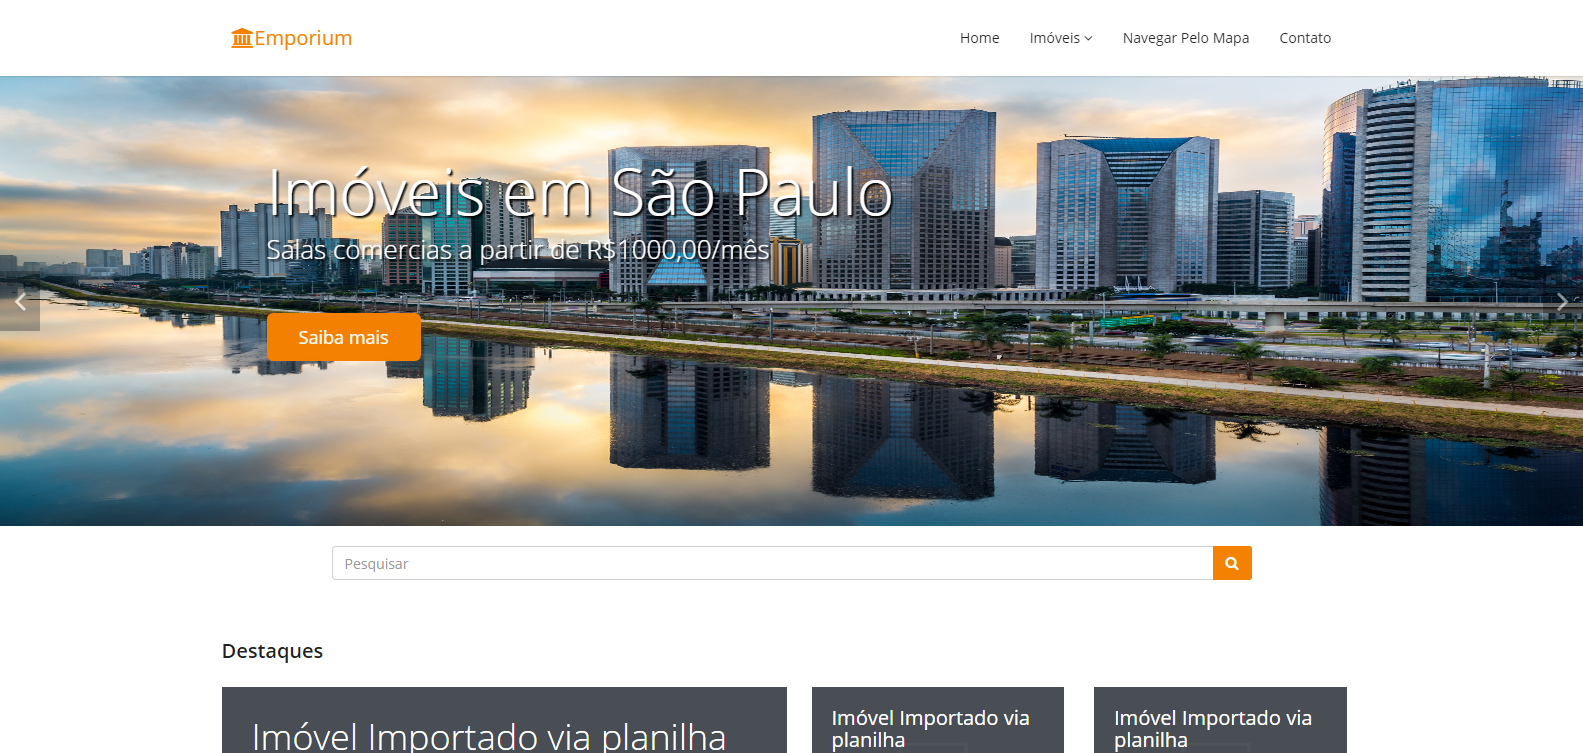 Emporium
Home Imóveis Navegar Pelo Mapa Contato
Imóveis em São Paulo
Salas comercias a partir de R$1000,00/mês
Saiba mais
Pesquisar
Destaques
Imóvel Importado via planilha
Imóvel Importado via
planilha
Imóvel Importado via
planilha